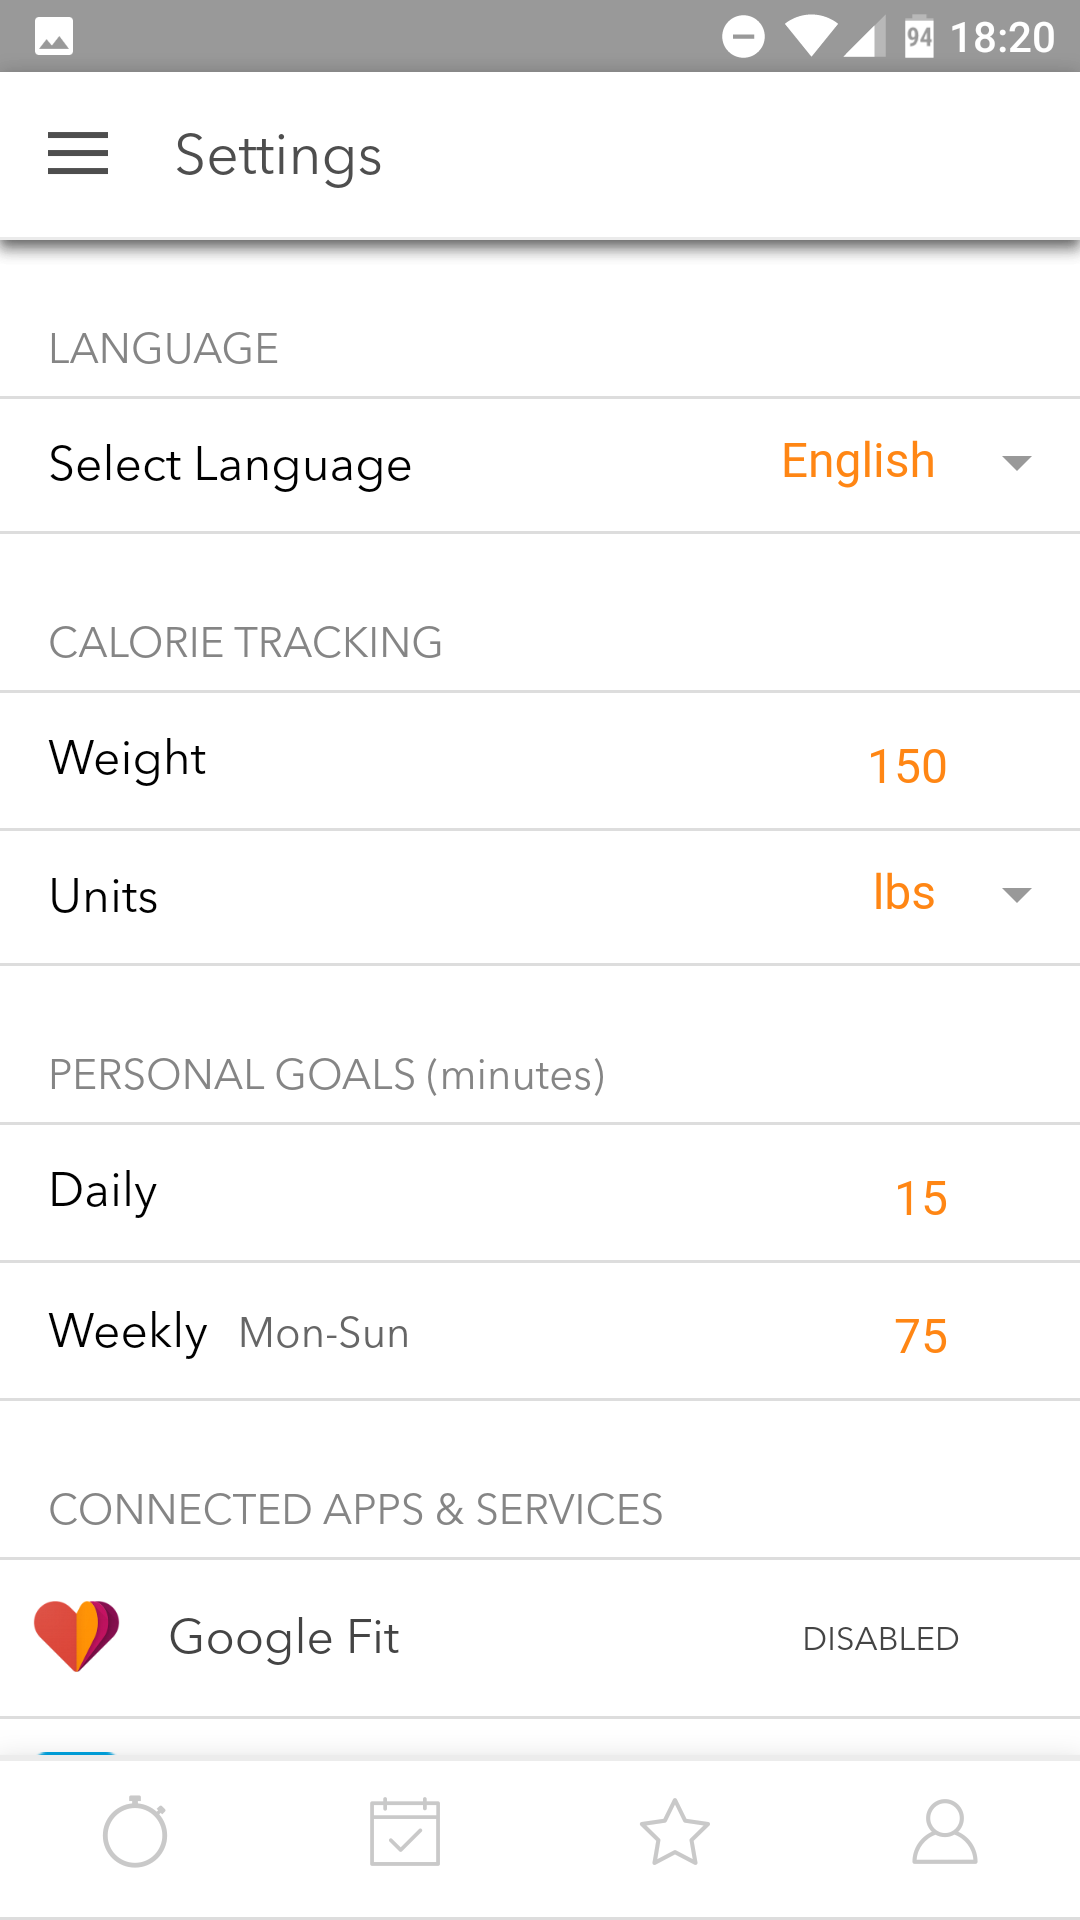 94 18:20
Settings
LANGUAGE
Select Language English
CALORIE TRACKING
Weight 150
Units lbs
PERSONAL GOALS (minutes)
Daily 15
Weekly Mon-Sun 75
CONNECTED APPS & SERVICES
Google Fit DISABLED